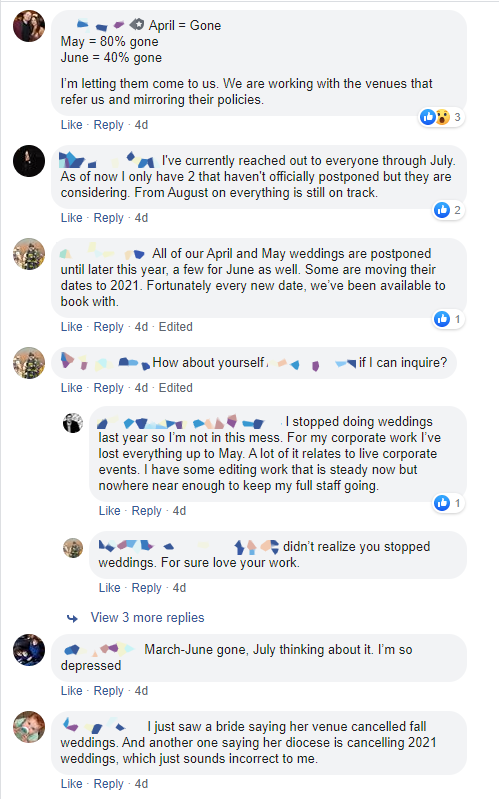 April = Gone
May = 80% gone
June = 40% gone
I'm letting them come to us. We are working with the venues that
refer us and mirroring their policies.
3
Like · Reply · 4d
I've currently reached out to everyone through July.
As of now I only have 2 that haven't officially postponed but they are
considering. From August on everything is still on track.
2
Like · Reply · 4d
All of our April and May weddings are postponed
until later this year, a few for June as well. Some are moving their
dates to 2021. Fortunately every new date, we've been available to
book with.
1
Like · Reply · 4d · Edited
How about yourself, if I can inquire?
Like · Reply · 4d · Edited
I stopped doing weddings
last year so I'm not in this mess. For my corporate work I've
lost everything up to May. A lot of it relates to live corporate
events. I have some editing work that is steady now but
nowhere near enough to keep my full staff going.
1
Like · Reply · 4d
didn't realize you stopped
weddings. For sure love your work.
Like · Reply · 4d
View 3 more replies
March-June gone, July thinking about it. I'm so
depressed
Like · Reply · 4d
I just saw a bride saying her venue cancelled fall
weddings. And another one saying her diocese is cancelling 2021
weddings, which just sounds incorrect to me.
Like · Reply · 4d